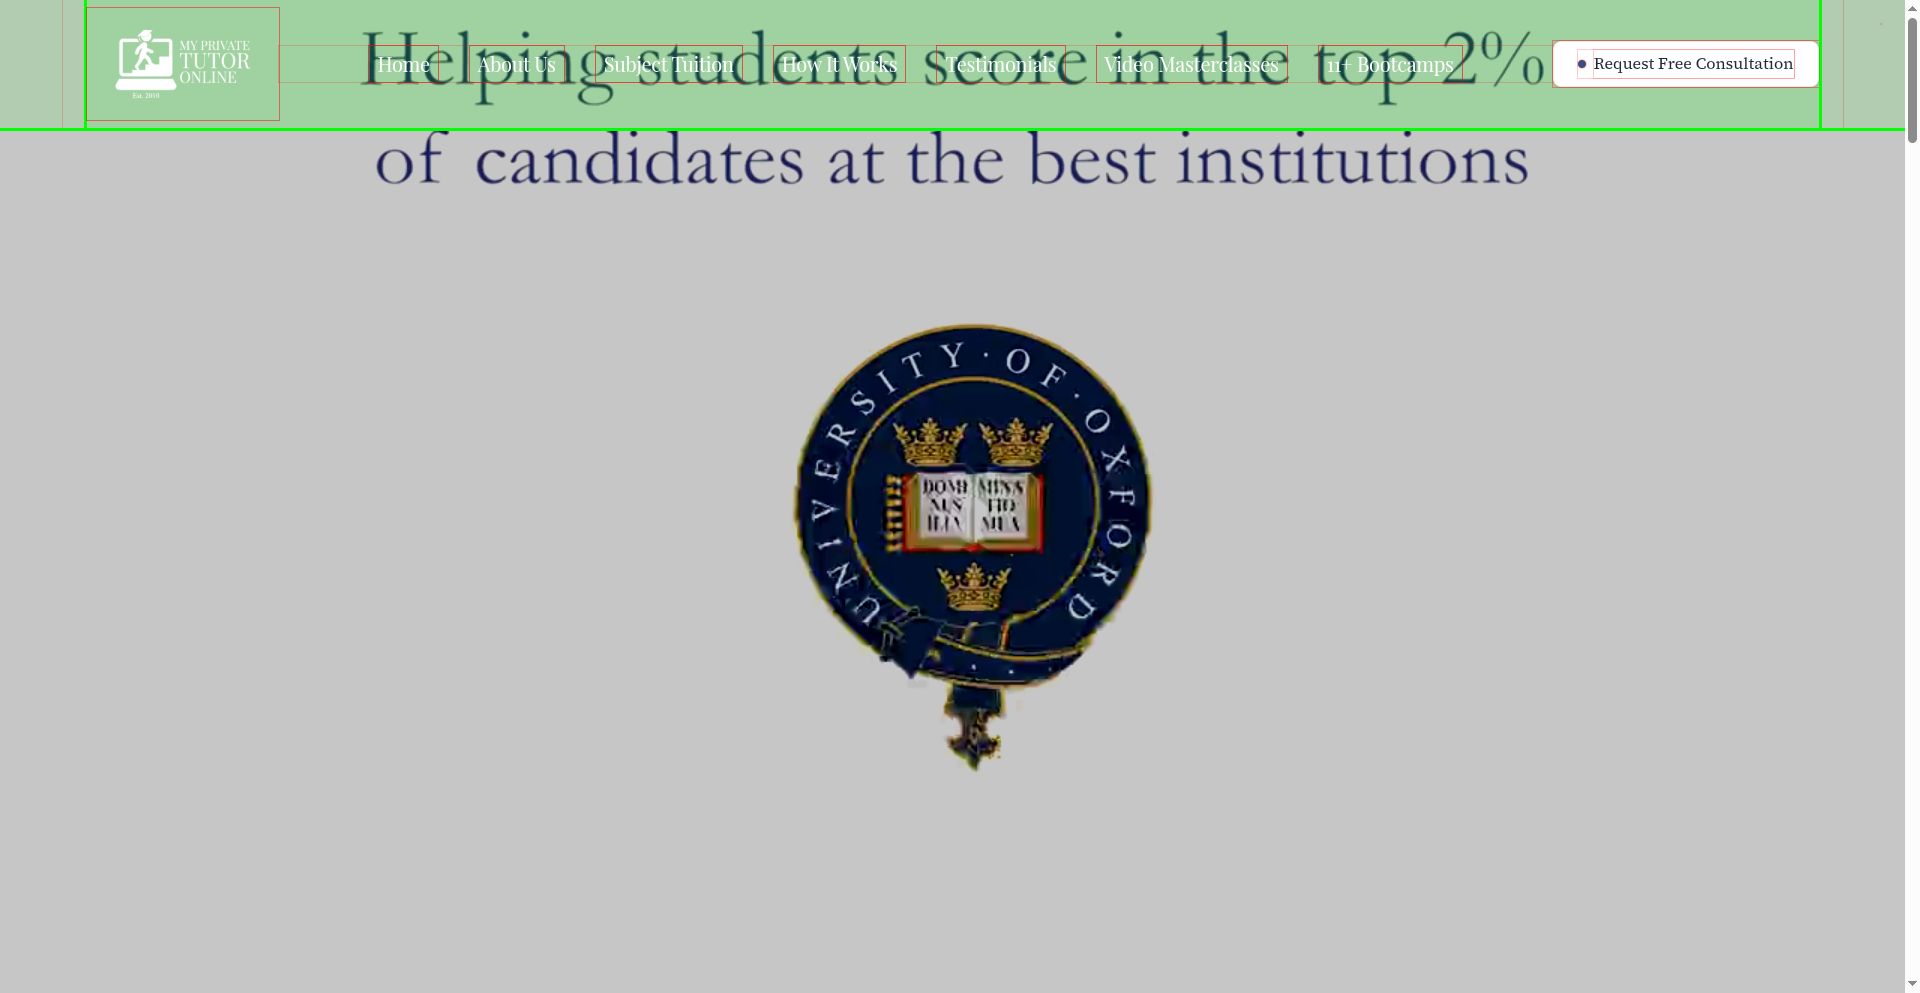 MY PRIVATE
TUTOR
ONLINE
Est. 2010
Home
About Us
Subject Tuition
How It Works
Testimonials
Video Masterclasses
11+ Bootcamps
Request Free Consultation
Helping students score in the top 2%
of candidates at the best institutions
UNIVERSITY · OF · OXFORD
DOMI MINA
NUS TIO
ILLV MEA